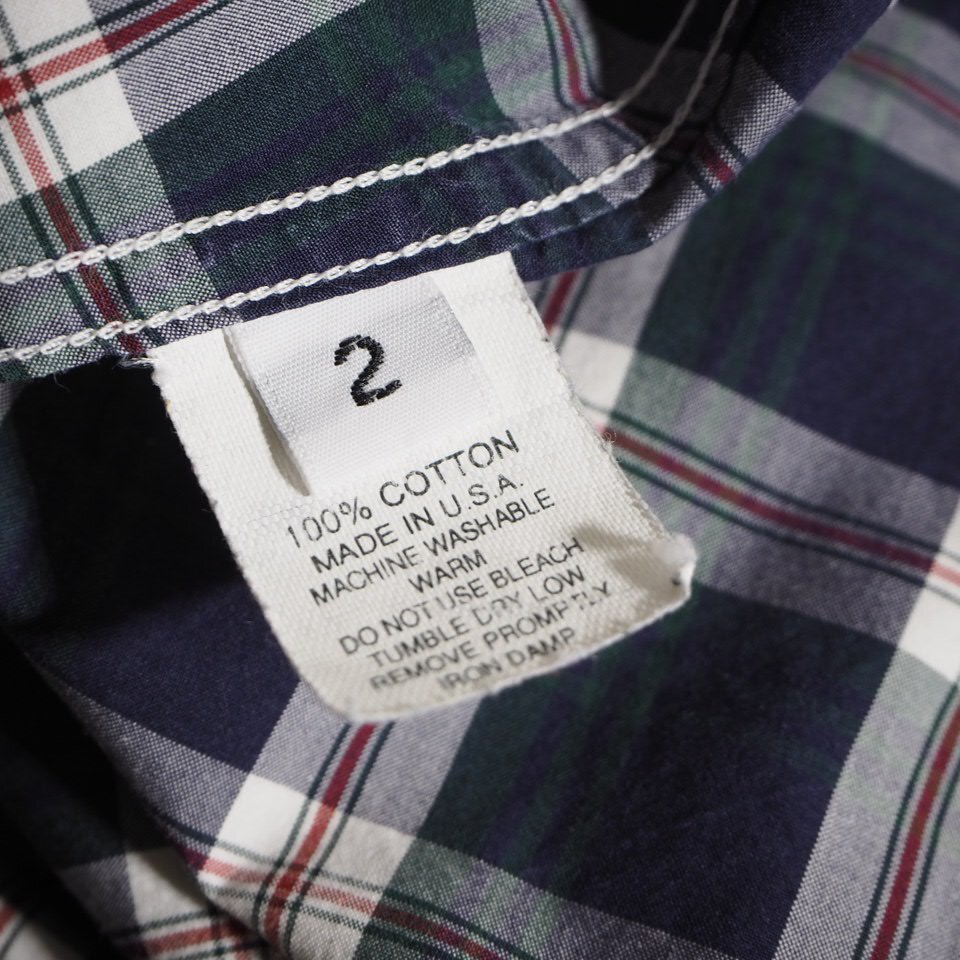 2
100% COTTON
MADE IN U.S.A.
MACHINE WASHABLE
WARM
DO NOT USE BLEACH
TUMBLE DRY LOW
REMOVE PROMPTLY
IRON DAMP